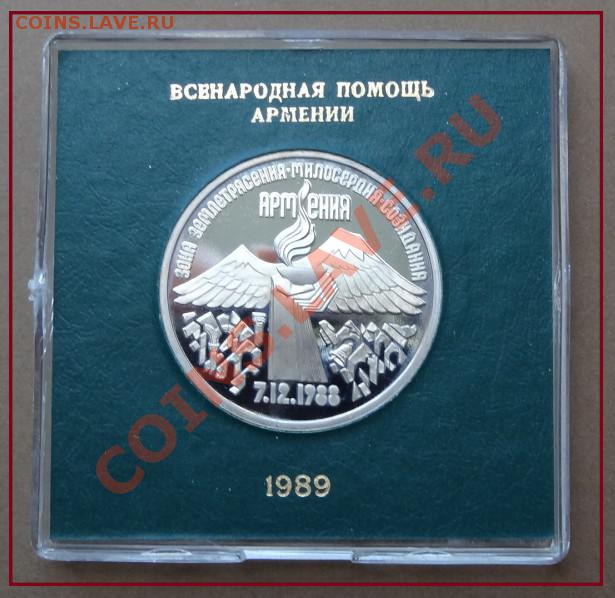 COINS.LAVE.RU
ВСЕНАРОДНАЯ ПОМОЩЬ
АРМЕНИИ
ЗОНА ЗЕМЛЕТРЯСЕНИЯ·МИЛОСЕРДИЯ·СОЗИДАНИЯ
АРМЕНИЯ
7.12.1988
1989
COINS.LAVE.RU